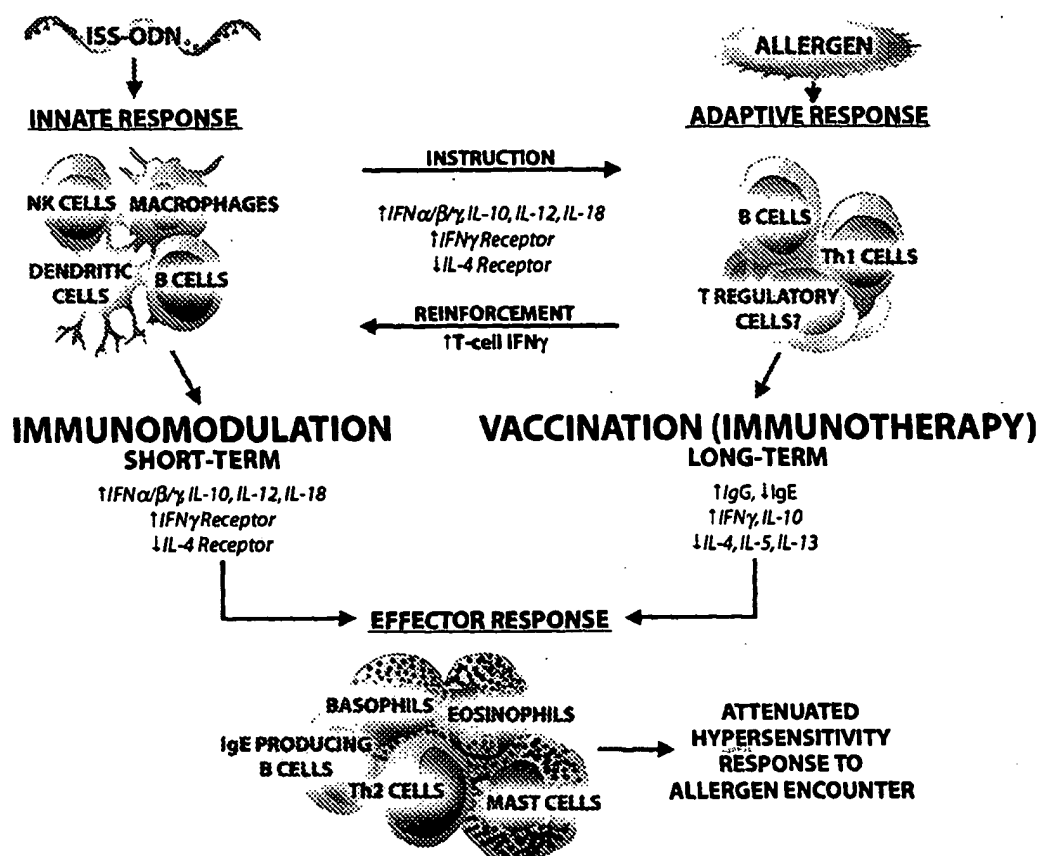 ISS-ODN
INNATE RESPONSE
NK CELLS
MACROPHAGES
DENDRITIC
CELLS
B CELLS
INSTRUCTION
↑IFNα/β/γ, IL-10, IL-12, IL-18
↑IFNγ Receptor
↓IL-4 Receptor
REINFORCEMENT
↑T-cell IFNγ
ALLERGEN
ADAPTIVE RESPONSE
B CELLS
Th1 CELLS
T REGULATORY
CELLS?
IMMUNOMODULATION
SHORT-TERM
↑IFNα/β/γ, IL-10, IL-12, IL-18
↑IFNγ Receptor
↓IL-4 Receptor
VACCINATION (IMMUNOTHERAPY)
LONG-TERM
↑IgG, ↓IgE
↑IFNγ, IL-10
↓IL-4, IL-5, IL-13
EFFECTOR RESPONSE
BASOPHILS
EOSINOPHILS
IgE PRODUCING
B CELLS
Th2 CELLS
MAST CELLS
ATTENUATED
HYPERSENSITIVITY
RESPONSE TO
ALLERGEN ENCOUNTER